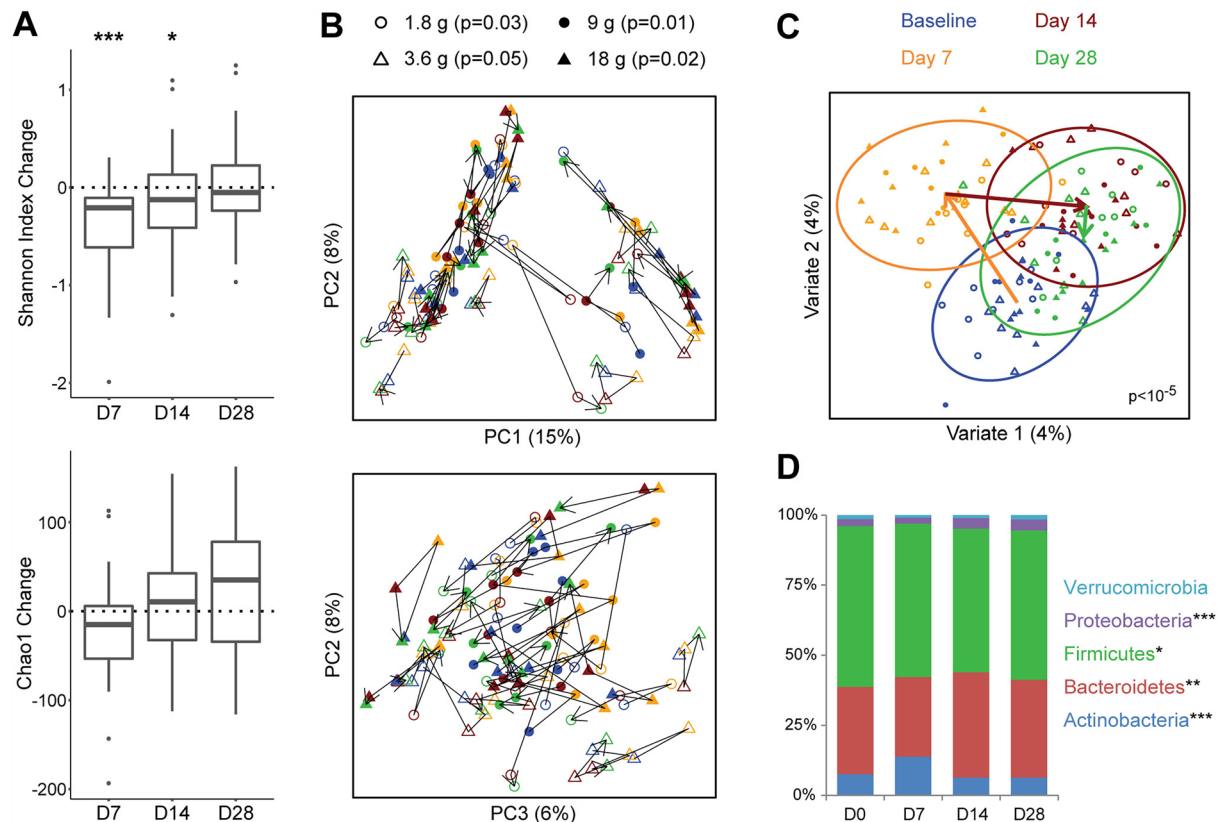 A
*** *
Shannon Index Change
1
0
-1
-2
D7 D14 D28
Chao1 Change
100
0
-100
-200
D7 D14 D28
B
1.8 g (p=0.03) 9 g (p=0.01)
3.6 g (p=0.05) 18 g (p=0.02)
PC2 (8%)
PC1 (15%)
PC2 (8%)
PC3 (6%)
C
Baseline Day 14
Day 7 Day 28
Variate 2 (4%)
p<10-5
Variate 1 (4%)
D
100%
75%
50%
25%
0%
D0 D7 D14 D28
Verrucomicrobia
Proteobacteria***
Firmicutes*
Bacteroidetes**
Actinobacteria***